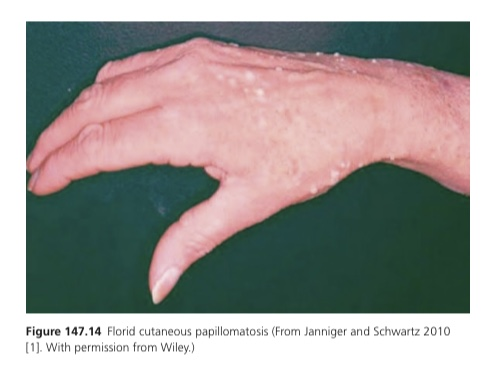 Figure 147.14 Florid cutaneous papillomatosis (From Janniger and Schwartz 2010
[1]. With permission from Wiley.)